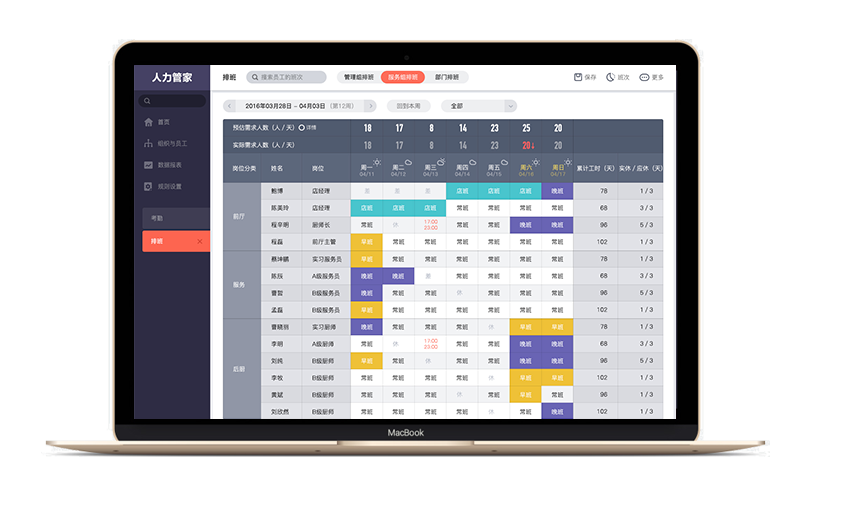 人力管家
排班 搜索员工的班次 管理组排班 服务组排班 部门排班 保存 班次 更多
首页
组织与员工
数据报表
规则设置
考勤
排班
2016年03月28日 - 04月03日 (第12周) 回到本周 全部
预估需求人数（人 / 天） 详情 18 17 8 14 23 25 20
实际需求人数（人 / 天） 18 17 8 14 23 20↓ 20
岗位分类 姓名 岗位 周一 04/11 周二 04/12 周三 04/13 周四 04/14 周五 04/15 周六 04/16 周日 04/17 累计工时（天） 实休 / 应休（天）
前厅
店经理 店班 店班 店班 晚班 78 1 / 3
陈美玲 店经理 店班 店班 店班 常班 常班 常班 常班 68 3 / 3
程早明 厨师长 常班 休 17:00 23:00 常班 常班 晚班 晚班 96 5 / 3
程磊 前厅主管 早班 常班 常班 常班 常班 常班 常班 102 1 / 3
服务
蔡坤鹏 实习服务员 早班 常班 常班 常班 常班 常班 常班 78 1 / 3
陈辰 A级服务员 晚班 晚班 常班 常班 常班 常班 68 3 / 3
曹哲 B级服务员 晚班 常班 常班 休 常班 常班 常班 96 5 / 3
孟磊 B级服务员 早班 常班 常班 常班 常班 常班 常班 102 1 / 3
后厨
曹晓丽 实习厨师 晚班 常班 常班 常班 休 早班 早班 78 1 / 3
李明 A级厨师 常班 休 17:00 23:00 常班 常班 晚班 晚班 68 3 / 3
刘纯 B级厨师 早班 常班 休 常班 常班 晚班 晚班 96 5 / 3
李牧 B级厨师 常班 常班 常班 常班 休 早班 早班 102 1 / 3
黄斌 B级厨师 常班 常班 常班 休 常班 早班 常班 96 1 / 3
刘欣然 B级厨师 常班 常班 常班 常班 休 常班 晚班 102 1 / 3
MacBook